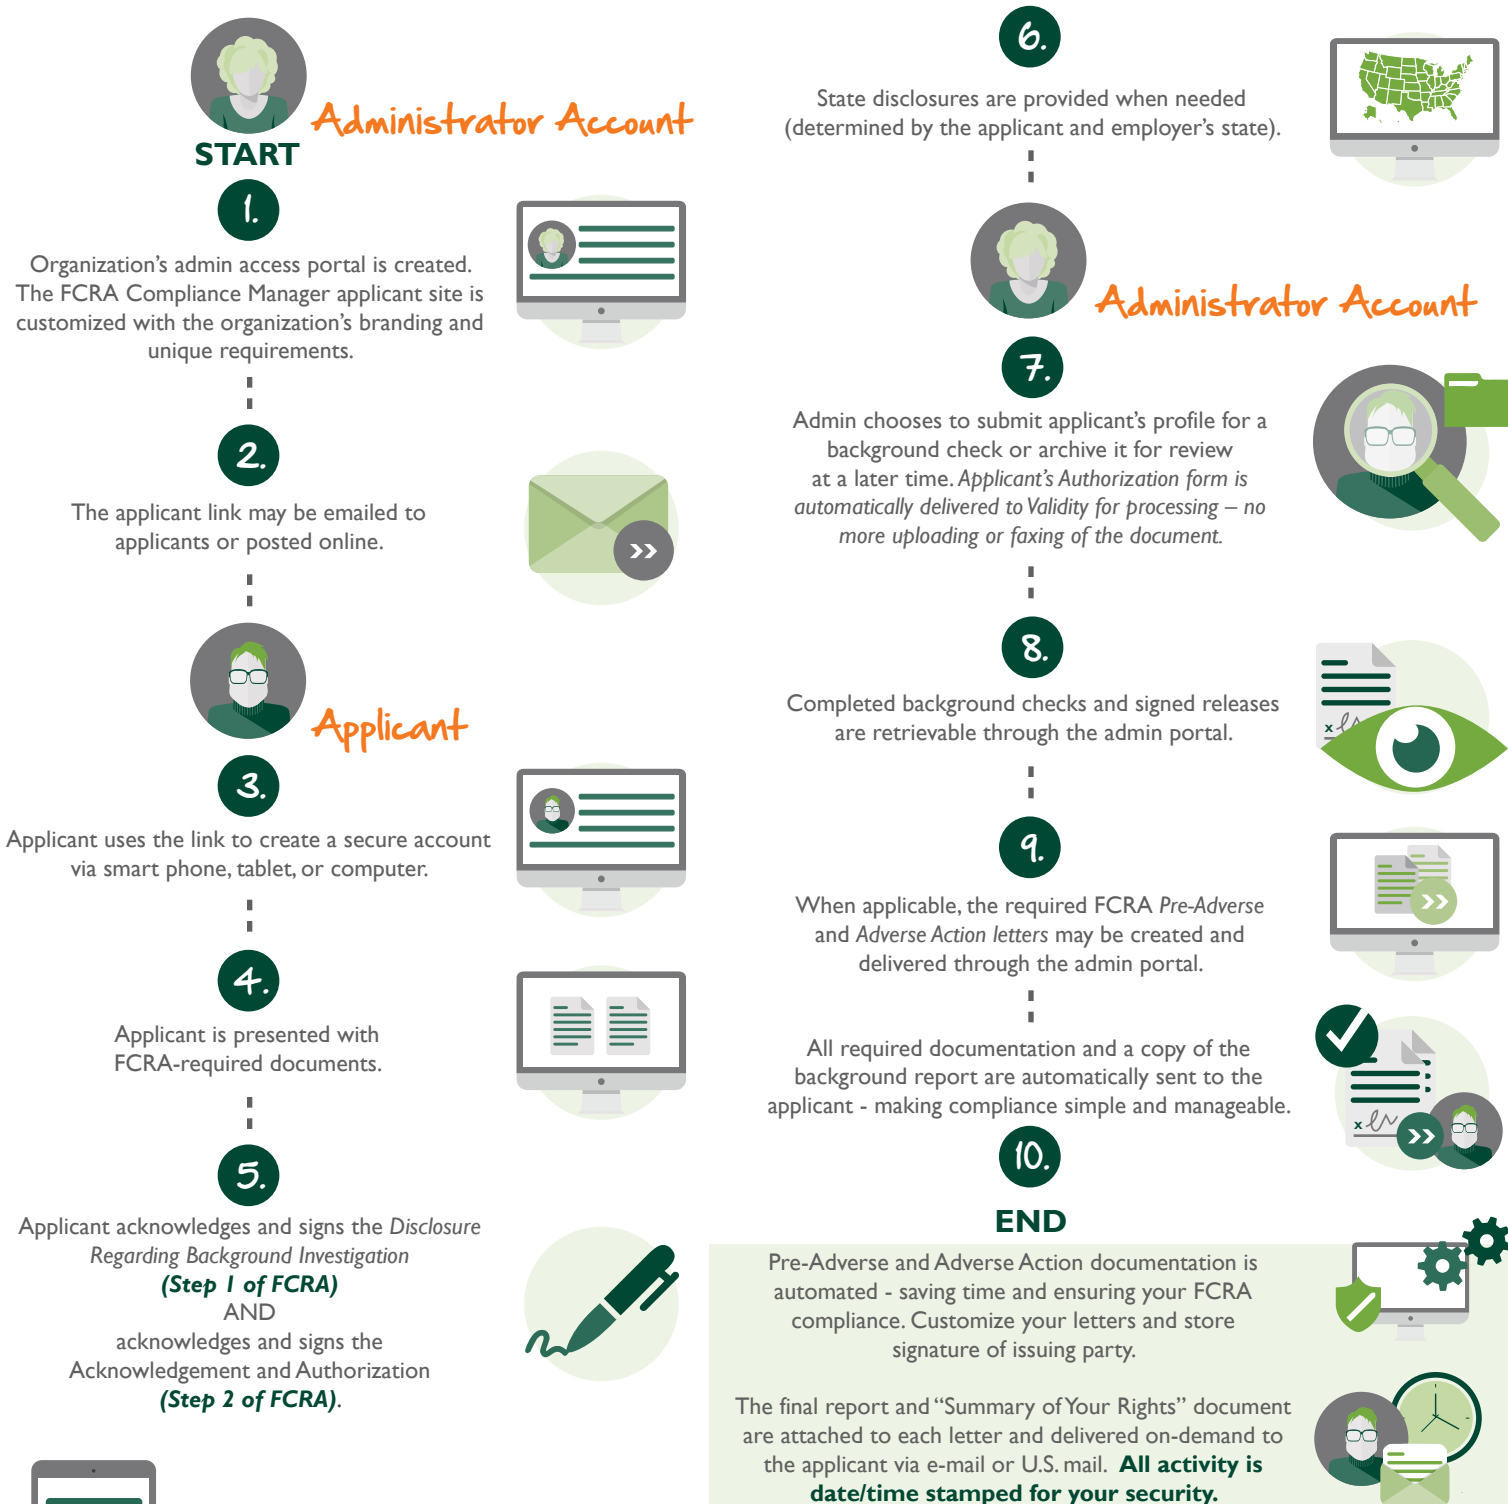 Administrator Account
START
1.
Organization’s admin access portal is created.
The FCRA Compliance Manager applicant site is
customized with the organization’s branding and
unique requirements.
2.
The applicant link may be emailed to
applicants or posted online.
Applicant
3.
Applicant uses the link to create a secure account
via smart phone, tablet, or computer.
4.
Applicant is presented with
FCRA-required documents.
5.
Applicant acknowledges and signs the Disclosure
Regarding Background Investigation
(Step 1 of FCRA)
AND
acknowledges and signs the
Acknowledgement and Authorization
(Step 2 of FCRA).
6.
State disclosures are provided when needed
(determined by the applicant and employer’s state).
Administrator Account
7.
Admin chooses to submit applicant’s profile for a
background check or archive it for review
at a later time. Applicant’s Authorization form is
automatically delivered to Validity for processing – no
more uploading or faxing of the document.
8.
Completed background checks and signed releases
are retrievable through the admin portal.
x
9.
When applicable, the required FCRA Pre-Adverse
and Adverse Action letters may be created and
delivered through the admin portal.
All required documentation and a copy of the
background report are automatically sent to the
applicant - making compliance simple and manageable.
x
10.
END
Pre-Adverse and Adverse Action documentation is
automated - saving time and ensuring your FCRA
compliance. Customize your letters and store
signature of issuing party.
The final report and “Summary of Your Rights” document
are attached to each letter and delivered on-demand to
the applicant via e-mail or U.S. mail. All activity is
date/time stamped for your security.